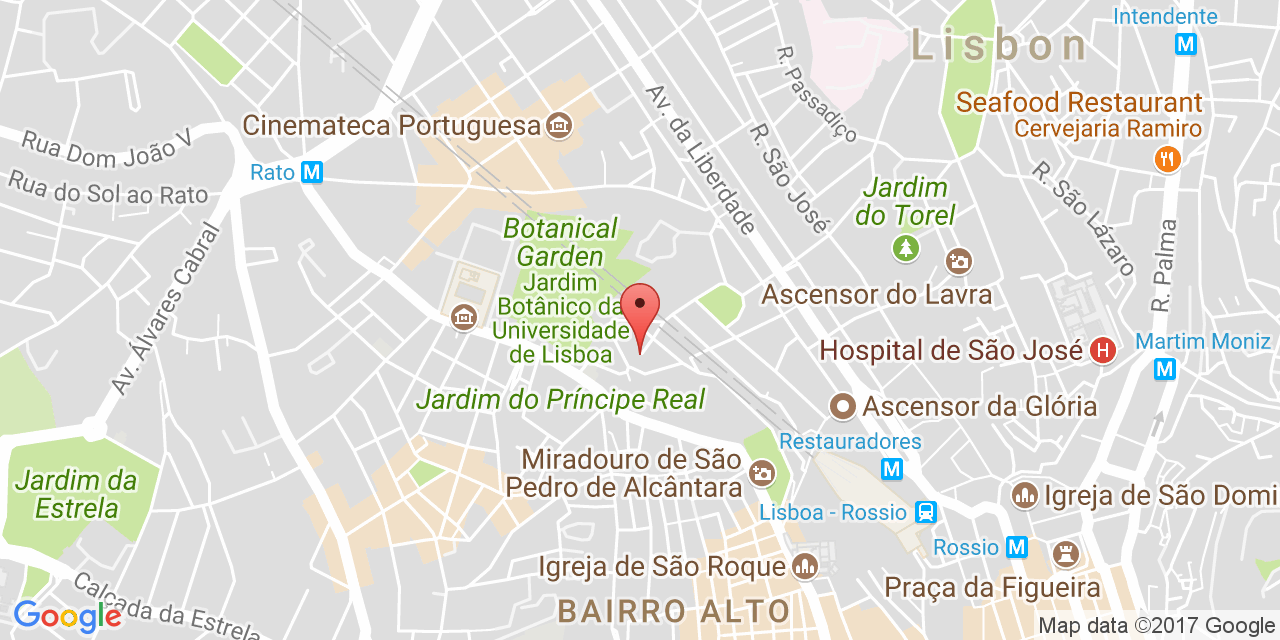 Intendente
M
Lisbon
R. Passadiço
Av. da Liberdade
Seafood Restaurant
Cervejaria Ramiro
Cinemateca Portuguesa
Rua Dom João V
R. São José
Rato M
Rua do Sol ao Rato
R. São Lázaro
Jardim
do Torel
Botanical
Garden
Jardim
Botânico da
Universidade
de Lisboa
Av. Álvares Cabral
R. Palma
Ascensor do Lavra
Martim Moniz
M
Hospital de São José H
Jardim do Príncipe Real
Ascensor da Glória
Restauradores
M
Miradouro de São
Pedro de Alcântara
Jardim da
Estrela
Igreja de São Domi
Lisboa - Rossio
Rossio M
Igreja de São Roque
Praça da Figueira
BAIRRO ALTO
Calçada da Estrela
Google
Map data ©2017 Google